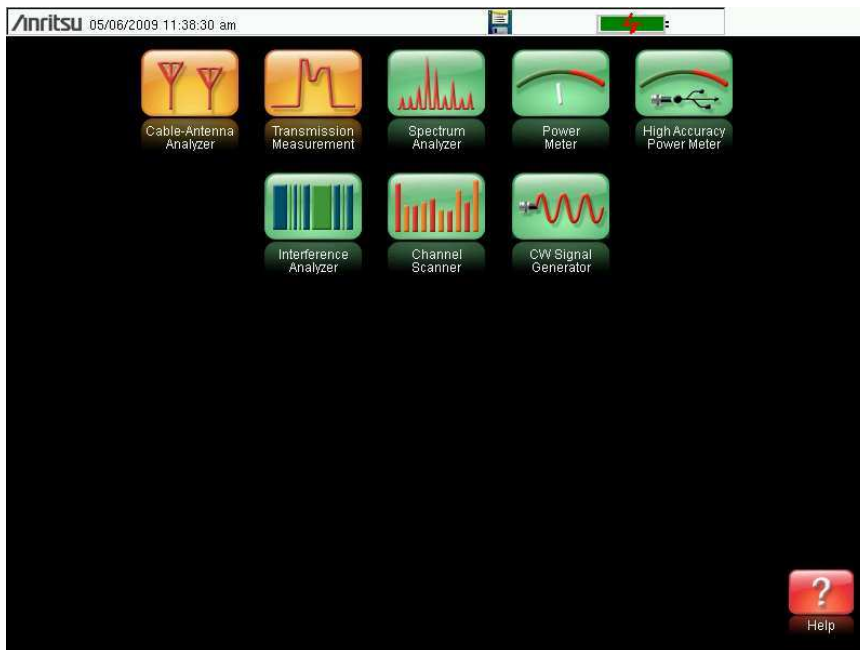 /Inritsu 05/06/2009 11:38:30 am
Cable-Antenna
Analyzer
Transmission
Measurement
Spectrum
Analyzer
Power
Meter
High Accuracy
Power Meter
Interference
Analyzer
Channel
Scanner
CW Signal
Generator
?
Help